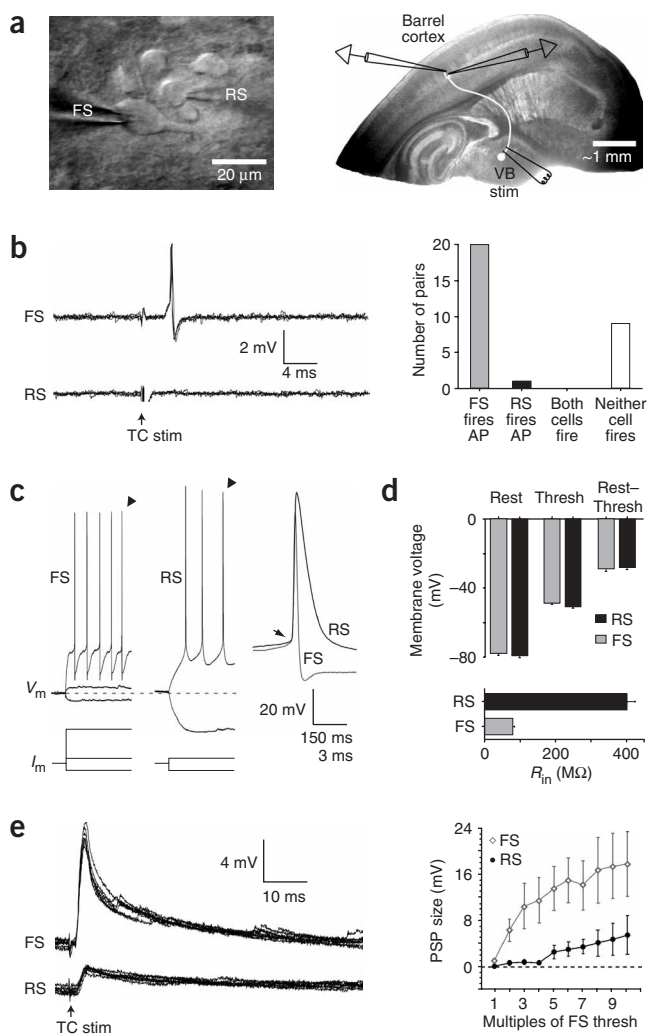 a
FS
RS
20 μm
Barrel
cortex
VB
stim
~1 mm
b
FS
RS
2 mV
4 ms
TC stim
Number of pairs
20
15
10
5
0
FS
fires
AP
RS
fires
AP
Both
cells
fire
Neither
cell
fires
c
FS
RS
RS
FS
Vm
Im
20 mV
150 ms
3 ms
d
Rest
Thresh
Rest–
Thresh
Membrane voltage
(mV)
0
–40
–80
RS
FS
RS
FS
0
200
400
Rin (MΩ)
e
FS
RS
4 mV
10 ms
TC stim
PSP size (mV)
24
16
8
0
FS
RS
1 3 5 7 9
Multiples of FS thresh